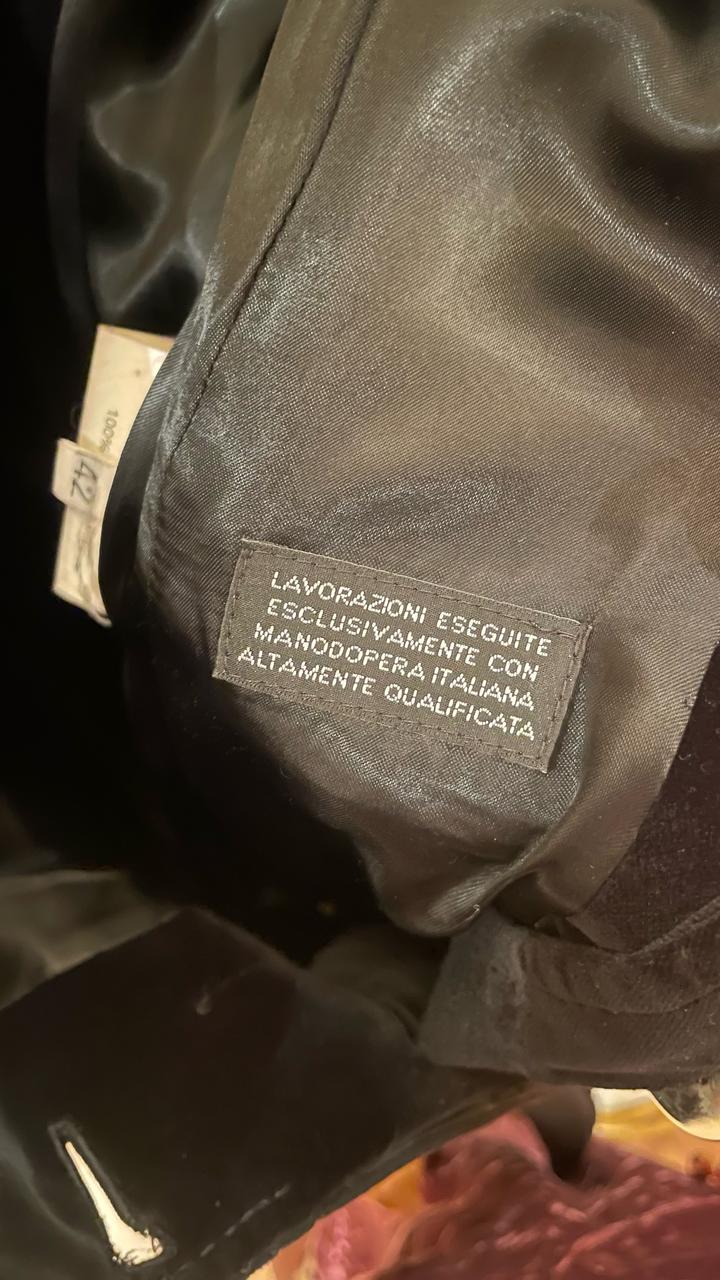 100%
42
LAVORAZIONI ESEGUITE
ESCLUSIVAMENTE CON
MANODOPERA ITALIANA
ALTAMENTE QUALIFICATA